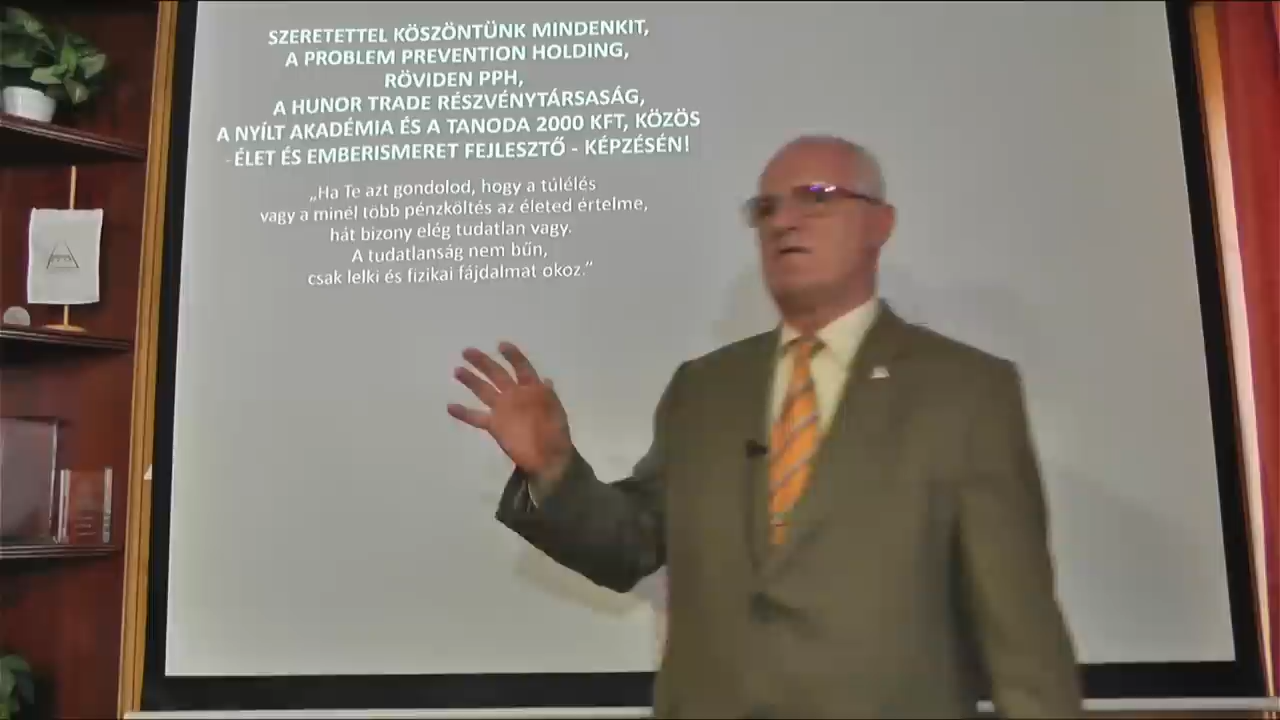 SZERETETTEL KÖSZÖNTÜNK MINDENKIT,
A PROBLEM PREVENTION HOLDING,
RÖVIDEN PPH,
A HUNOR TRADE RÉSZVÉNYTÁRSASÁG,
A NYÍLT AKADÉMIA ÉS A TANODA 2000 KFT, KÖZÖS
- ÉLET ÉS EMBERISMERET FEJLESZTŐ - KÉPZÉSÉN!
„Ha Te azt gondolod, hogy a túlélés
vagy a minél több pénzköltés az életed értelme,
hát bizony elég tudatlan vagy.
A tudatlanság nem bűn,
csak lelki és fizikai fájdalmat okoz.”